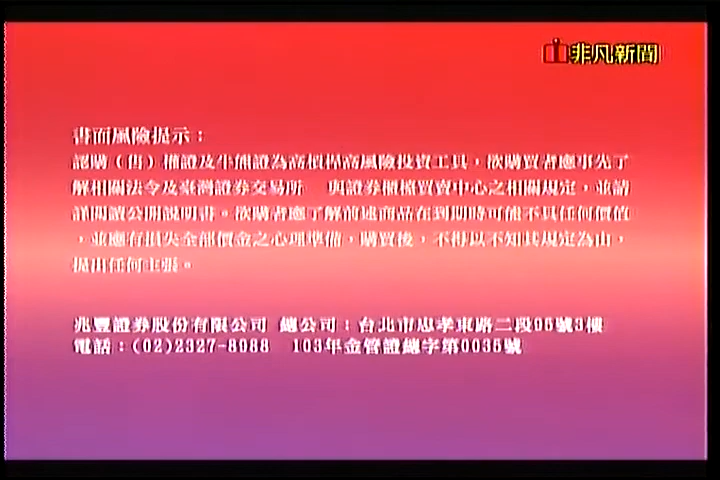 非凡新聞
書面風險提示：
認購（售）權證及牛熊證為高槓桿高風險投資工具，欲購買者應事先了
解相關法令及臺灣證券交易所　與證券櫃檯買賣中心之相關規定，並請
詳閱讀公開說明書。欲購者應了解前述商品在到期時可能不具任何價值
，並應有損失全部價金之心理準備，購買後，不得以不知其規定為由，
提出任何主張。
兆豐證券股份有限公司 總公司：台北市忠孝東路二段95號3樓
電話：(02)2327-8988　103年金管證總字第0035號